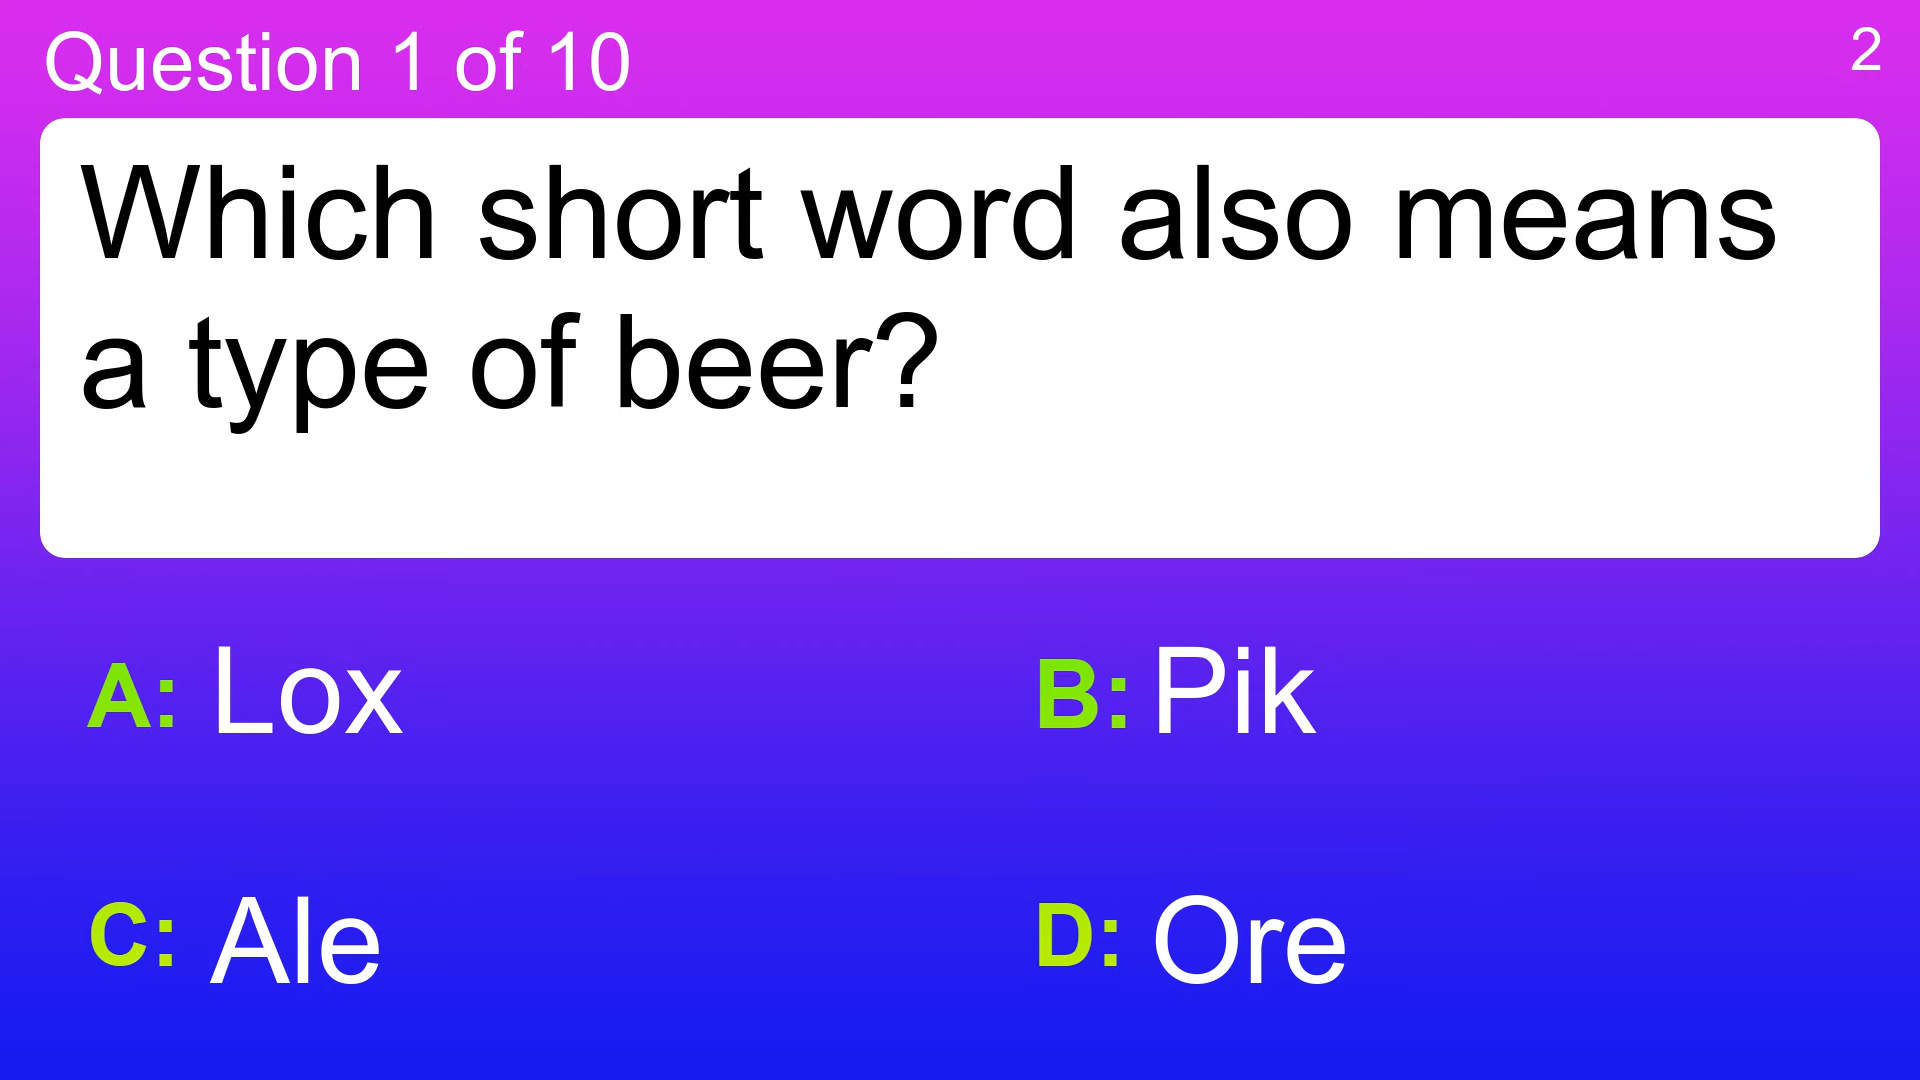 Question 1 of 10
2
Which short word also means
a type of beer?
A: Lox
B: Pik
C: Ale
D: Ore